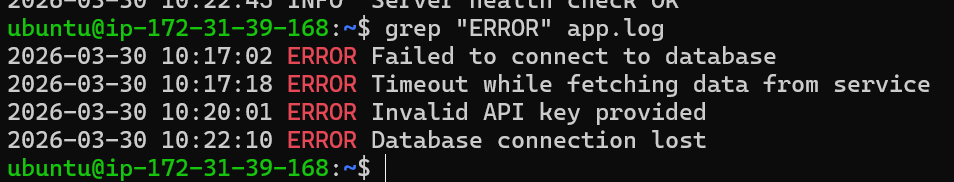 2026-03-30 10:22:45 INFO Server health check OK
ubuntu@ip-172-31-39-168:~$ grep "ERROR" app.log
2026-03-30 10:17:02 ERROR Failed to connect to database
2026-03-30 10:17:18 ERROR Timeout while fetching data from service
2026-03-30 10:20:01 ERROR Invalid API key provided
2026-03-30 10:22:10 ERROR Database connection lost
ubuntu@ip-172-31-39-168:~$